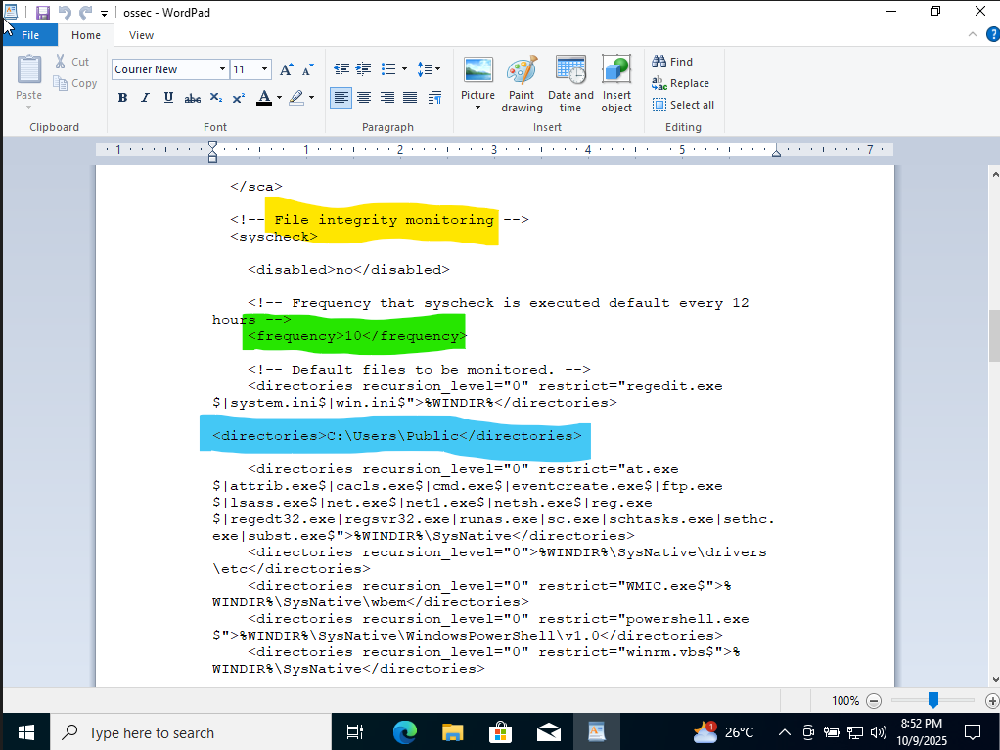 ossec - WordPad
File
Home
View
Paste
Cut
Copy
Clipboard
Courier New
11
B I U abc X₂ X²
Font
Paragraph
Picture
Paint drawing
Date and time
Insert object
Insert
Find
Replace
Select all
Editing
1 1 2 3 4 5 7
</sca>
<!-- File integrity monitoring -->
<syscheck>
<disabled>no</disabled>
<!-- Frequency that syscheck is executed default every 12
hours -->
<frequency>10</frequency>
<!-- Default files to be monitored. -->
<directories recursion_level="0" restrict="regedit.exe
$|system.ini$|win.ini$">%WINDIR%</directories>
<directories>C:\Users\Public</directories>
<directories recursion_level="0" restrict="at.exe
$|attrib.exe$|cacls.exe$|cmd.exe$|eventcreate.exe$|ftp.exe
$|lsass.exe$|net.exe$|net1.exe$|netsh.exe$|reg.exe
$|regedt32.exe|regsvr32.exe|runas.exe|sc.exe|schtasks.exe|sethc.
exe|subst.exe$">%WINDIR%\SysNative</directories>
<directories recursion_level="0">%WINDIR%\SysNative\drivers
\etc</directories>
<directories recursion_level="0" restrict="WMIC.exe$">%
WINDIR%\SysNative\wbem</directories>
<directories recursion_level="0" restrict="powershell.exe
$">%WINDIR%\SysNative\WindowsPowerShell\v1.0</directories>
<directories recursion_level="0" restrict="winrm.vbs$">%
WINDIR%\SysNative</directories>
100%
Type here to search
26°C
8:52 PM
10/9/2025